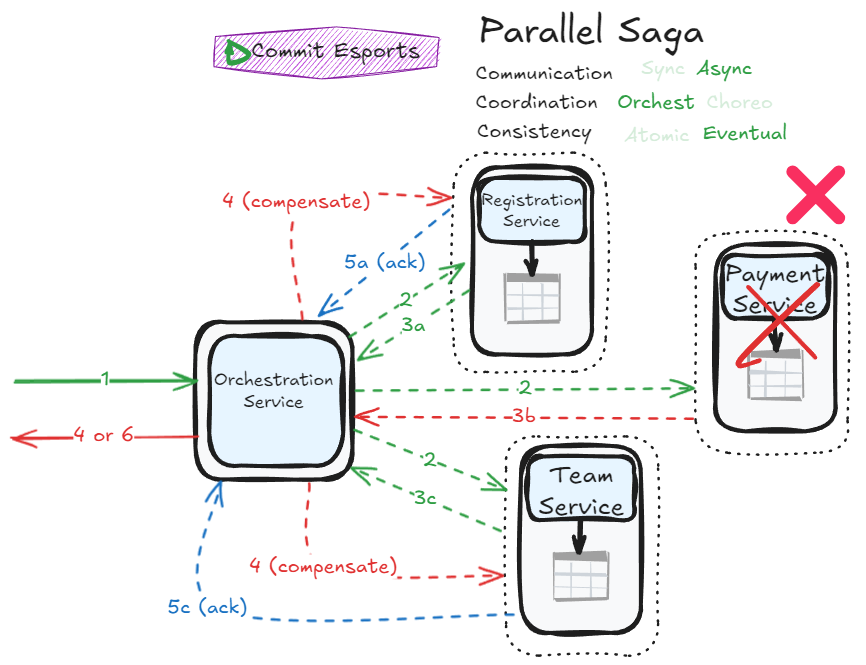 Parallel Saga
Commit Esports
Communication Sync Async
Coordination Orchest Choreo
Consistency Atomic Eventual
4 (compensate)
Registration
Service
5a (ack)
2
3a
Payment
Service
Orchestration
Service
1
2
3b
4 or 6
2
3c
Team
Service
4 (compensate)
5c (ack)